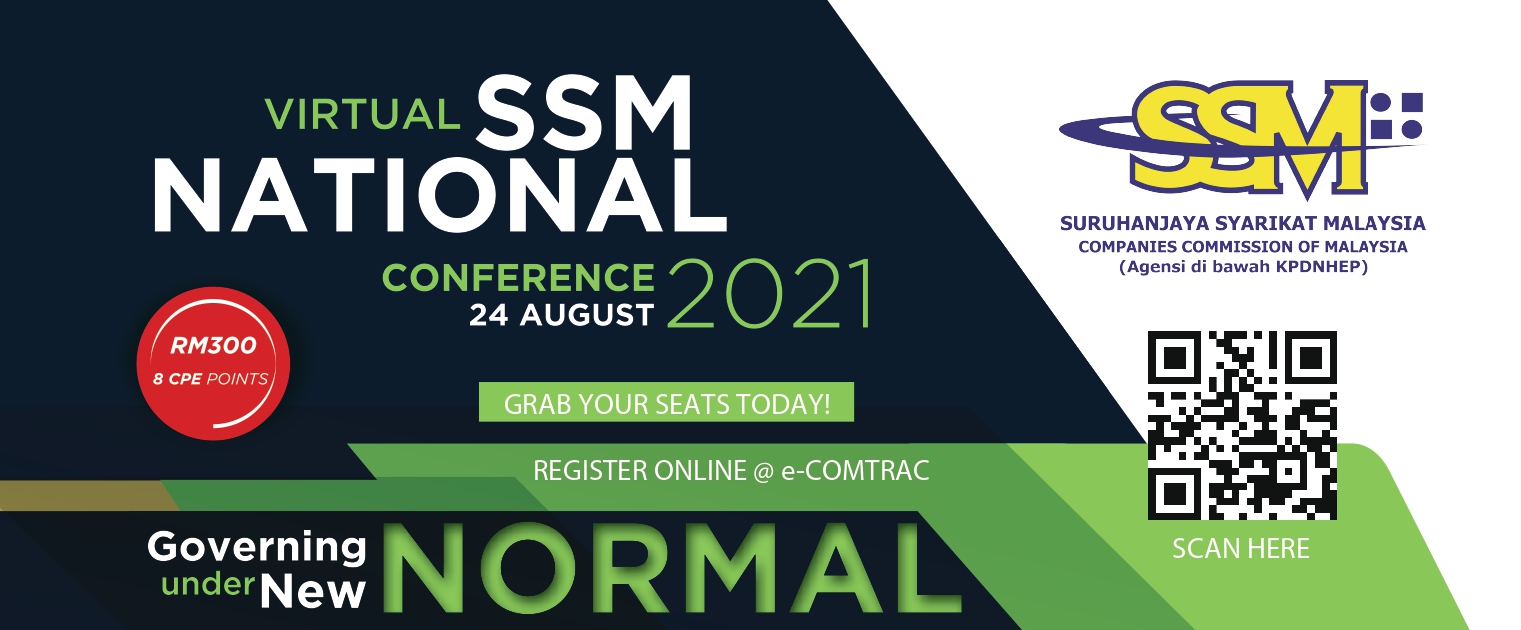 VIRTUAL SSM
NATIONAL
CONFERENCE 2021
24 AUGUST
RM300
8 CPE POINTS
GRAB YOUR SEATS TODAY!
REGISTER ONLINE @ e-COMTRAC
Governing
under New NORMAL
SSM
SURUHANJAYA SYARIKAT MALAYSIA
COMPANIES COMMISSION OF MALAYSIA
(Agensi di bawah KPDNHEP)
SCAN HERE